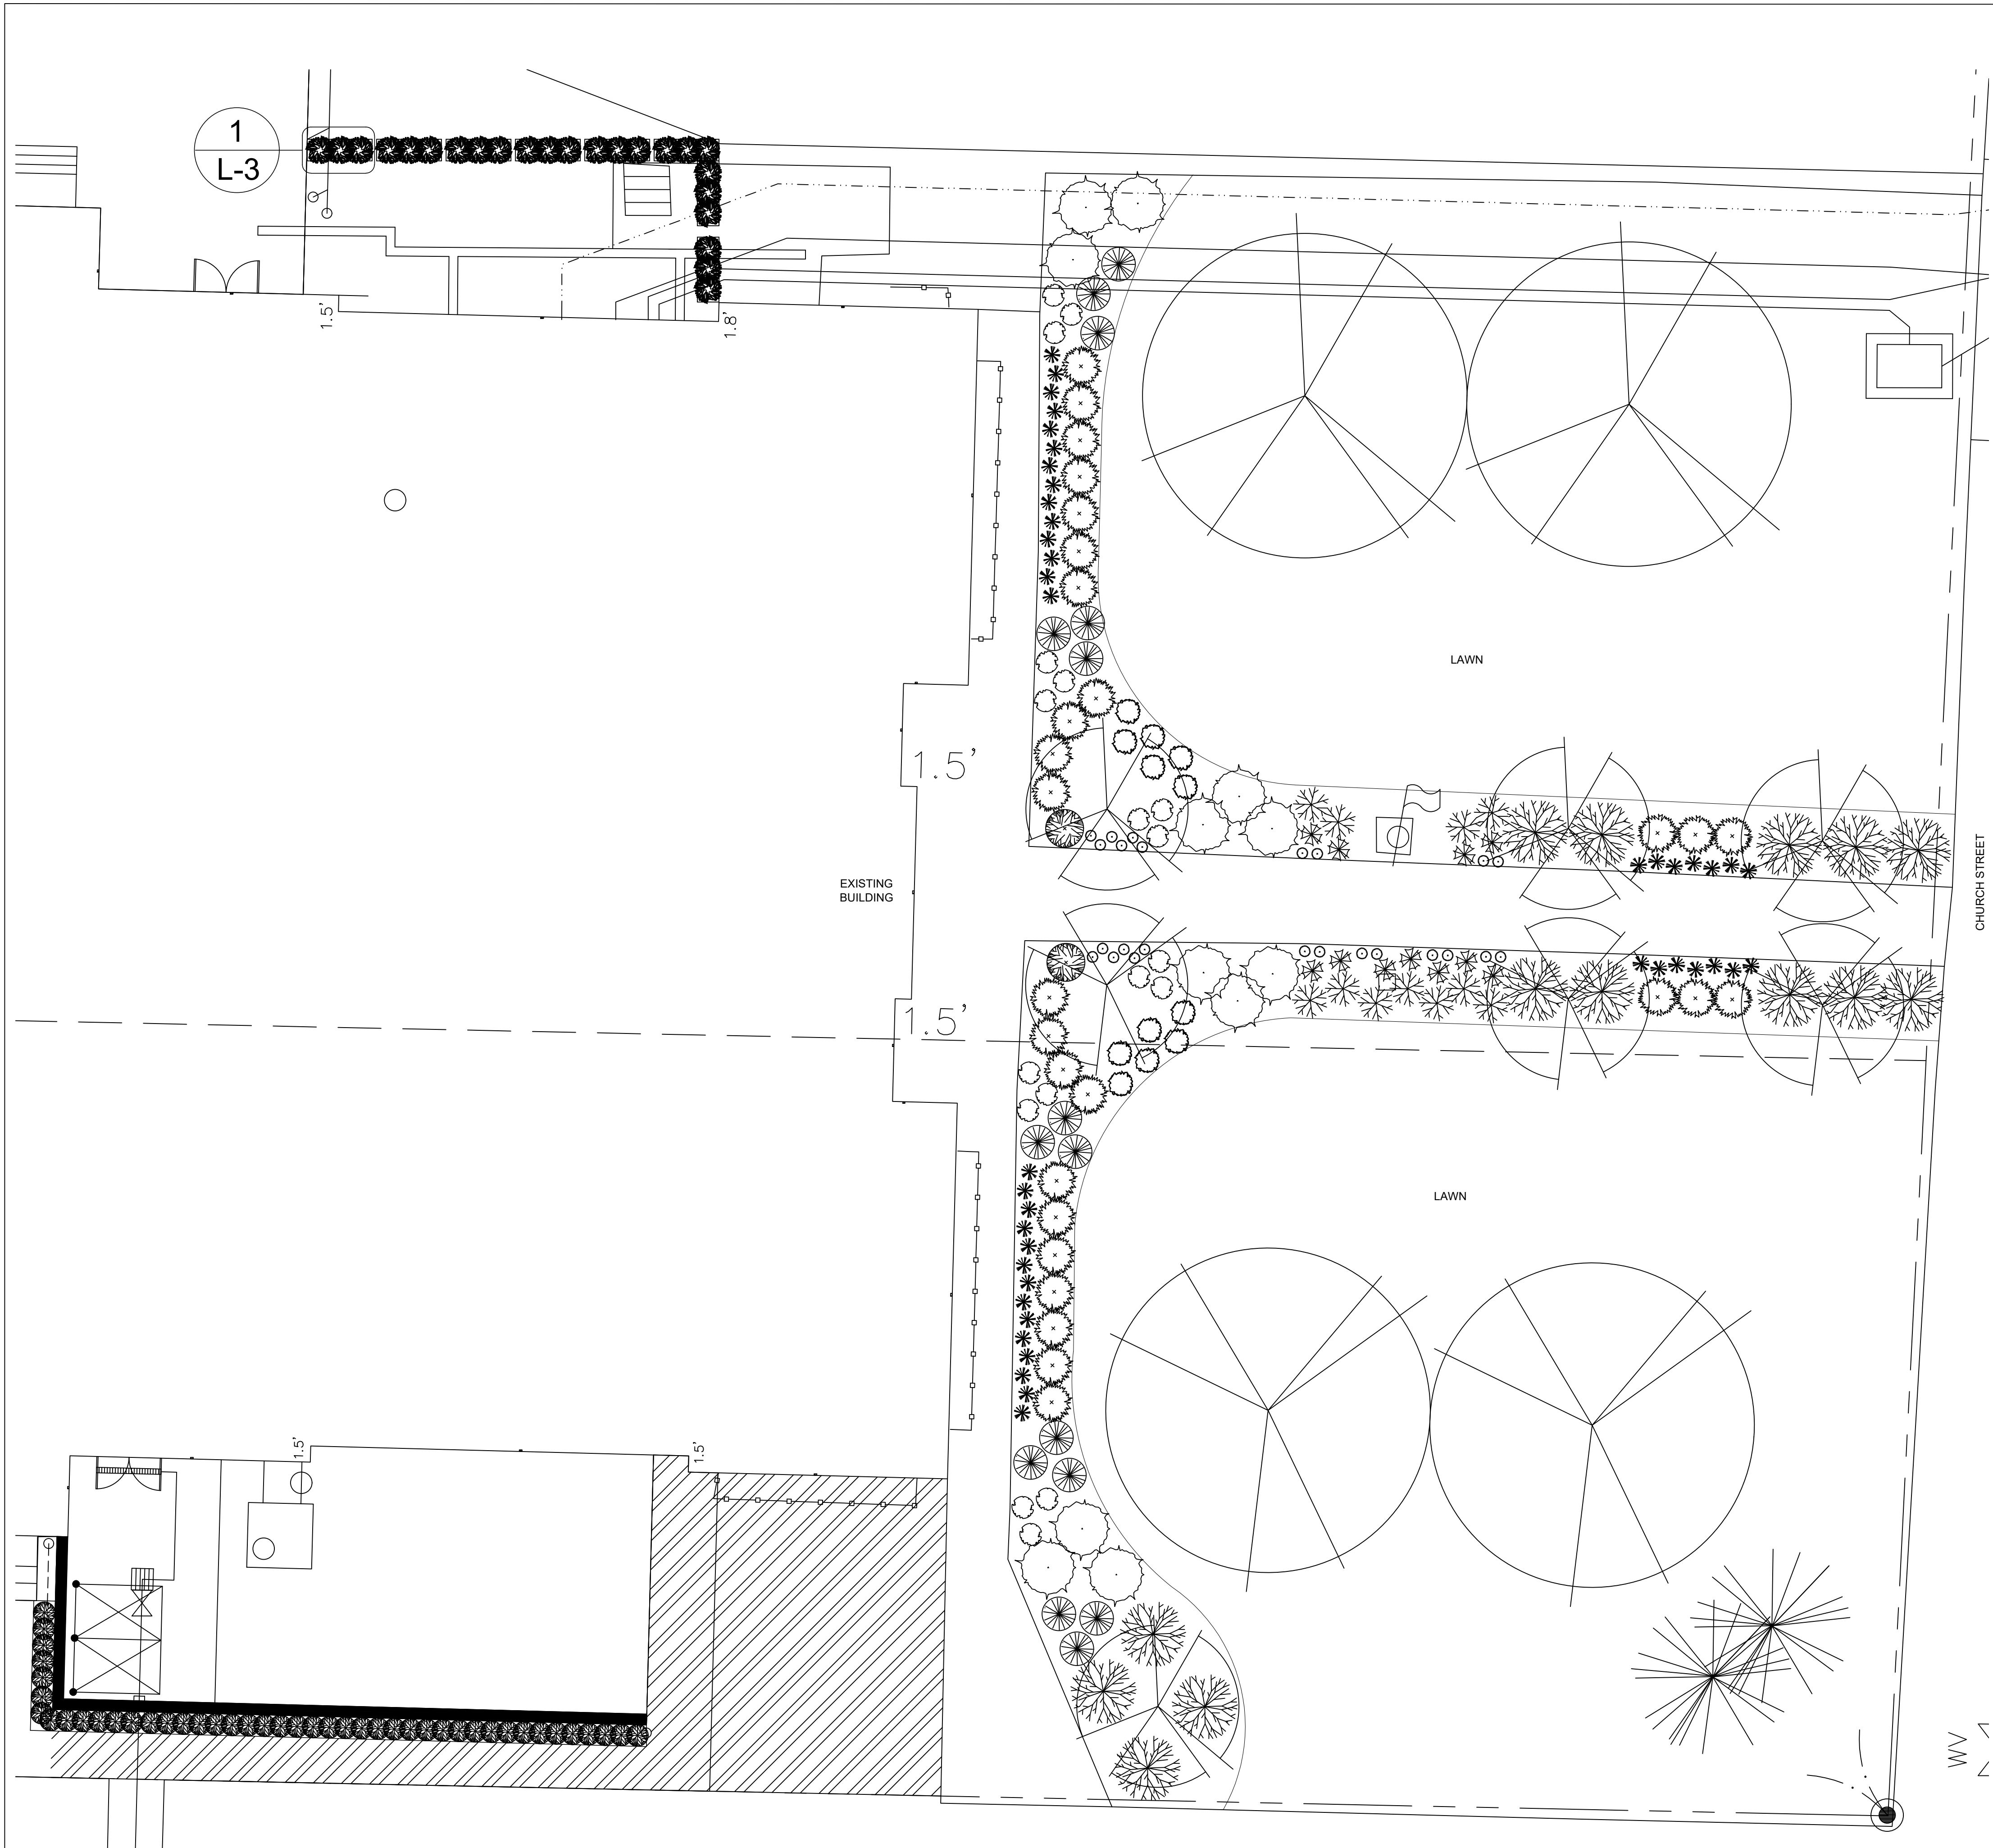 1
L-3
1.5'
1.8'
LAWN
1.5'
EXISTING
BUILDING
CHURCH STREET
1.5'
LAWN
1.5'
1.5'
WV